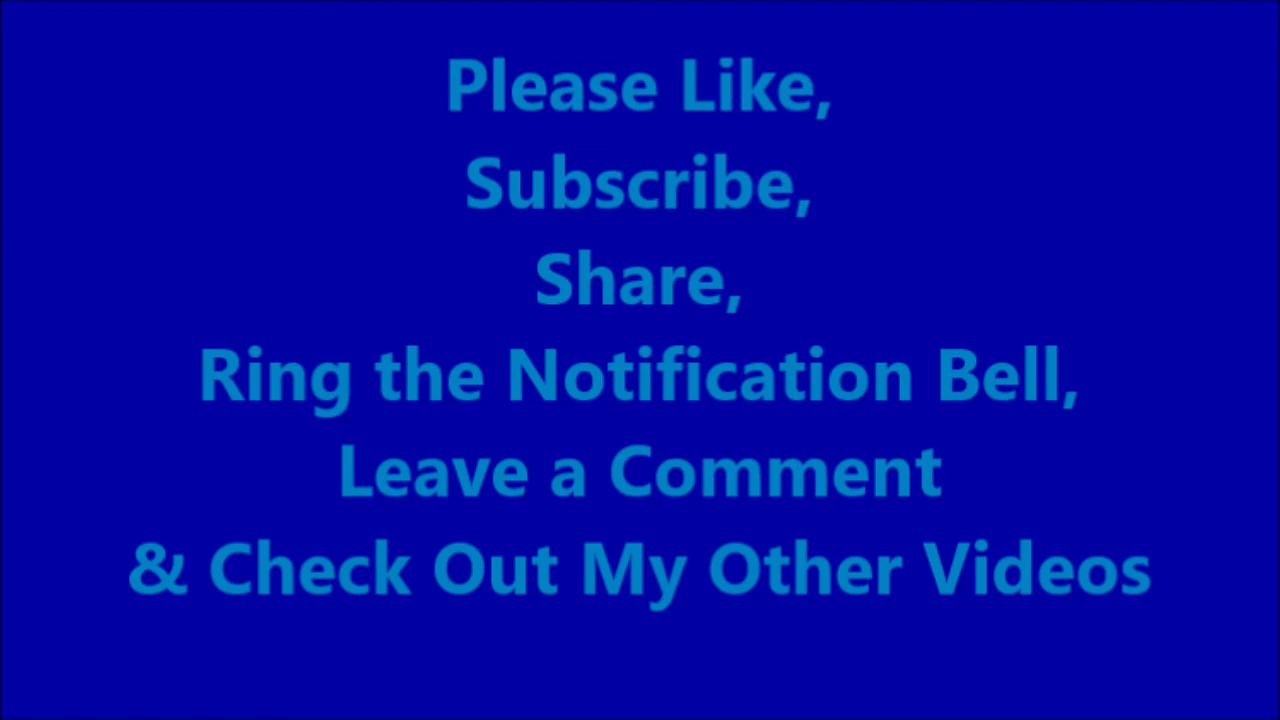 Please Like,
Subscribe,
Share,
Ring the Notification Bell,
Leave a Comment
& Check Out My Other Videos